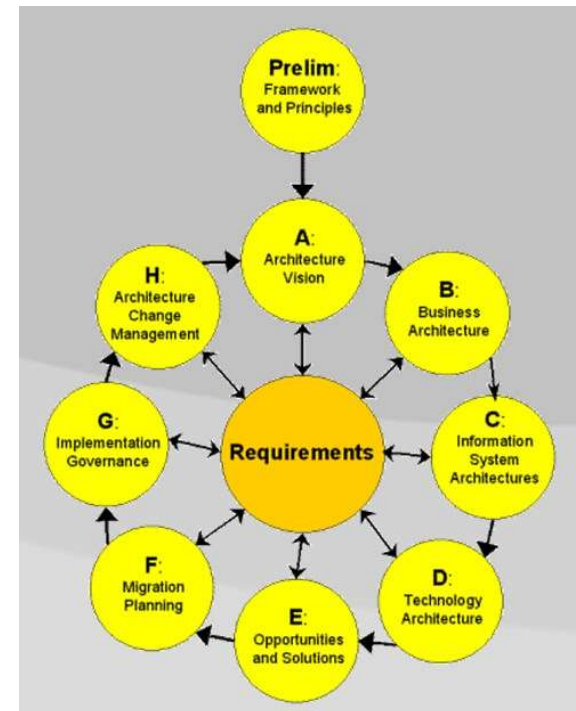 Prelim:
Framework
and Principles
A:
Architecture
Vision
B:
Business
Architecture
C:
Information
System
Architectures
D:
Technology
Architecture
E:
Opportunities
and Solutions
F:
Migration
Planning
G:
Implementation
Governance
H:
Architecture
Change
Management
Requirements